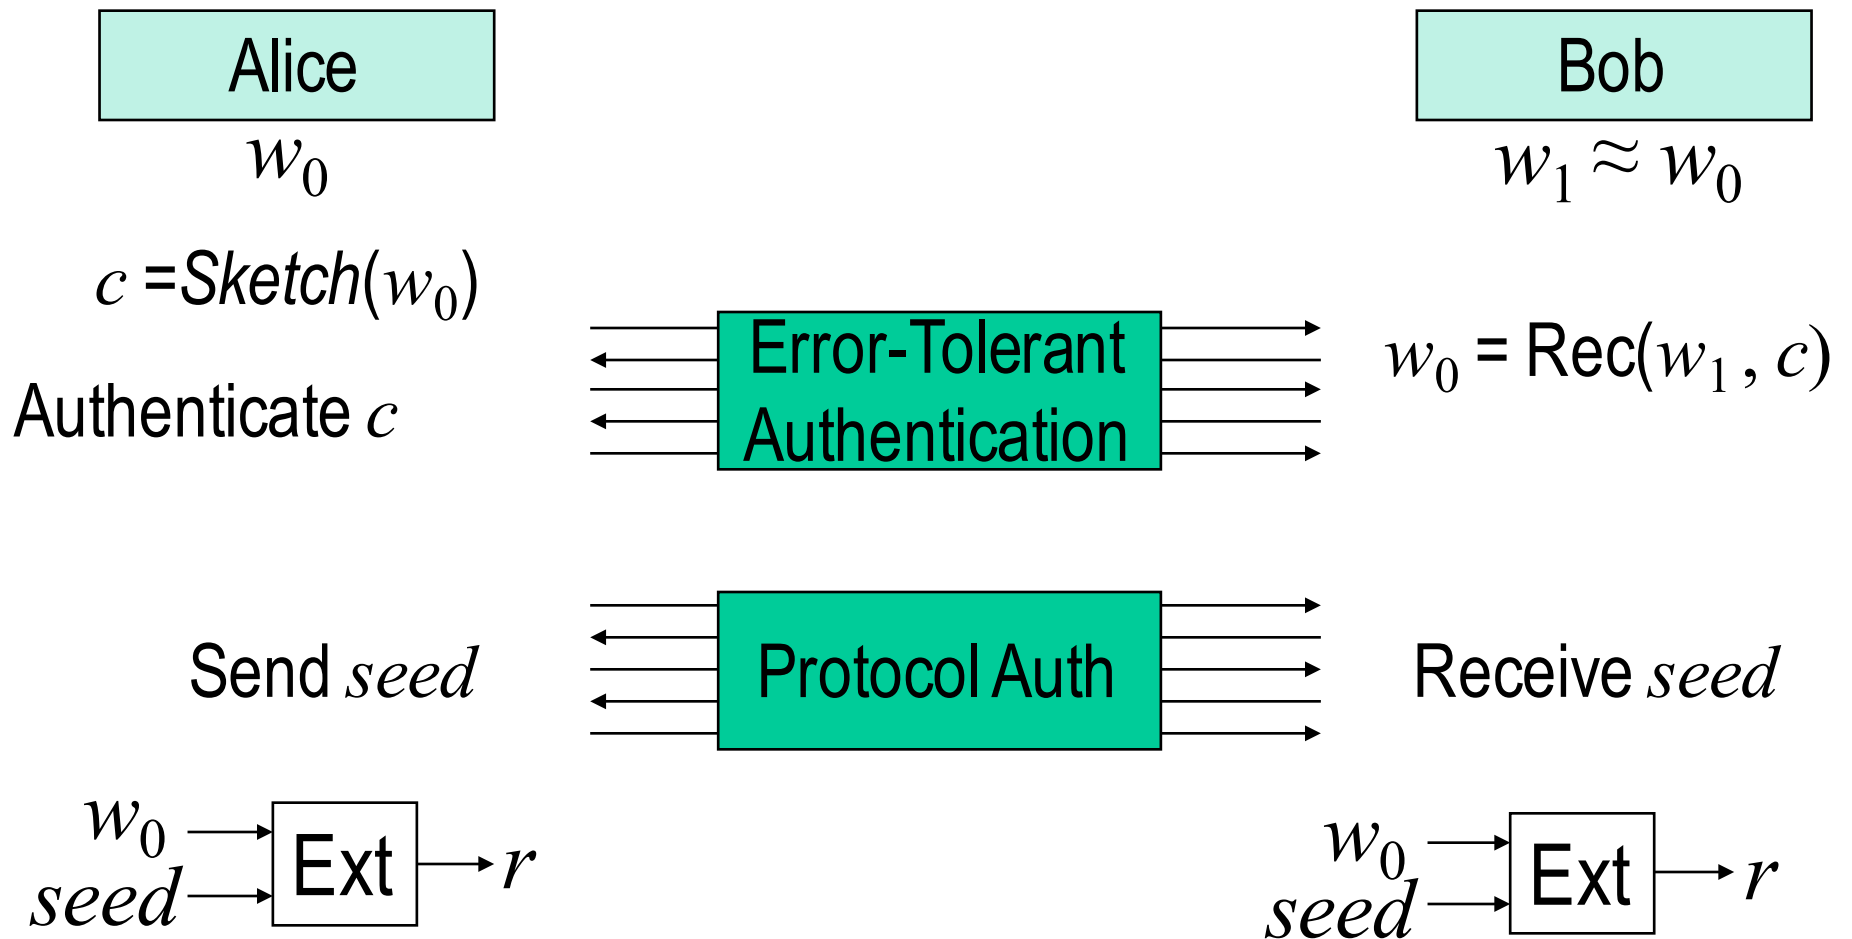 Alice
Bob
w₀
w₁ ≈ w₀
c =Sketch(w₀)
Error-Tolerant
Authentication
w₀ = Rec(w₁ , c)
Authenticate c
Send seed
Protocol Auth
Receive seed
w₀
seed
Ext
r
w₀
seed
Ext
r